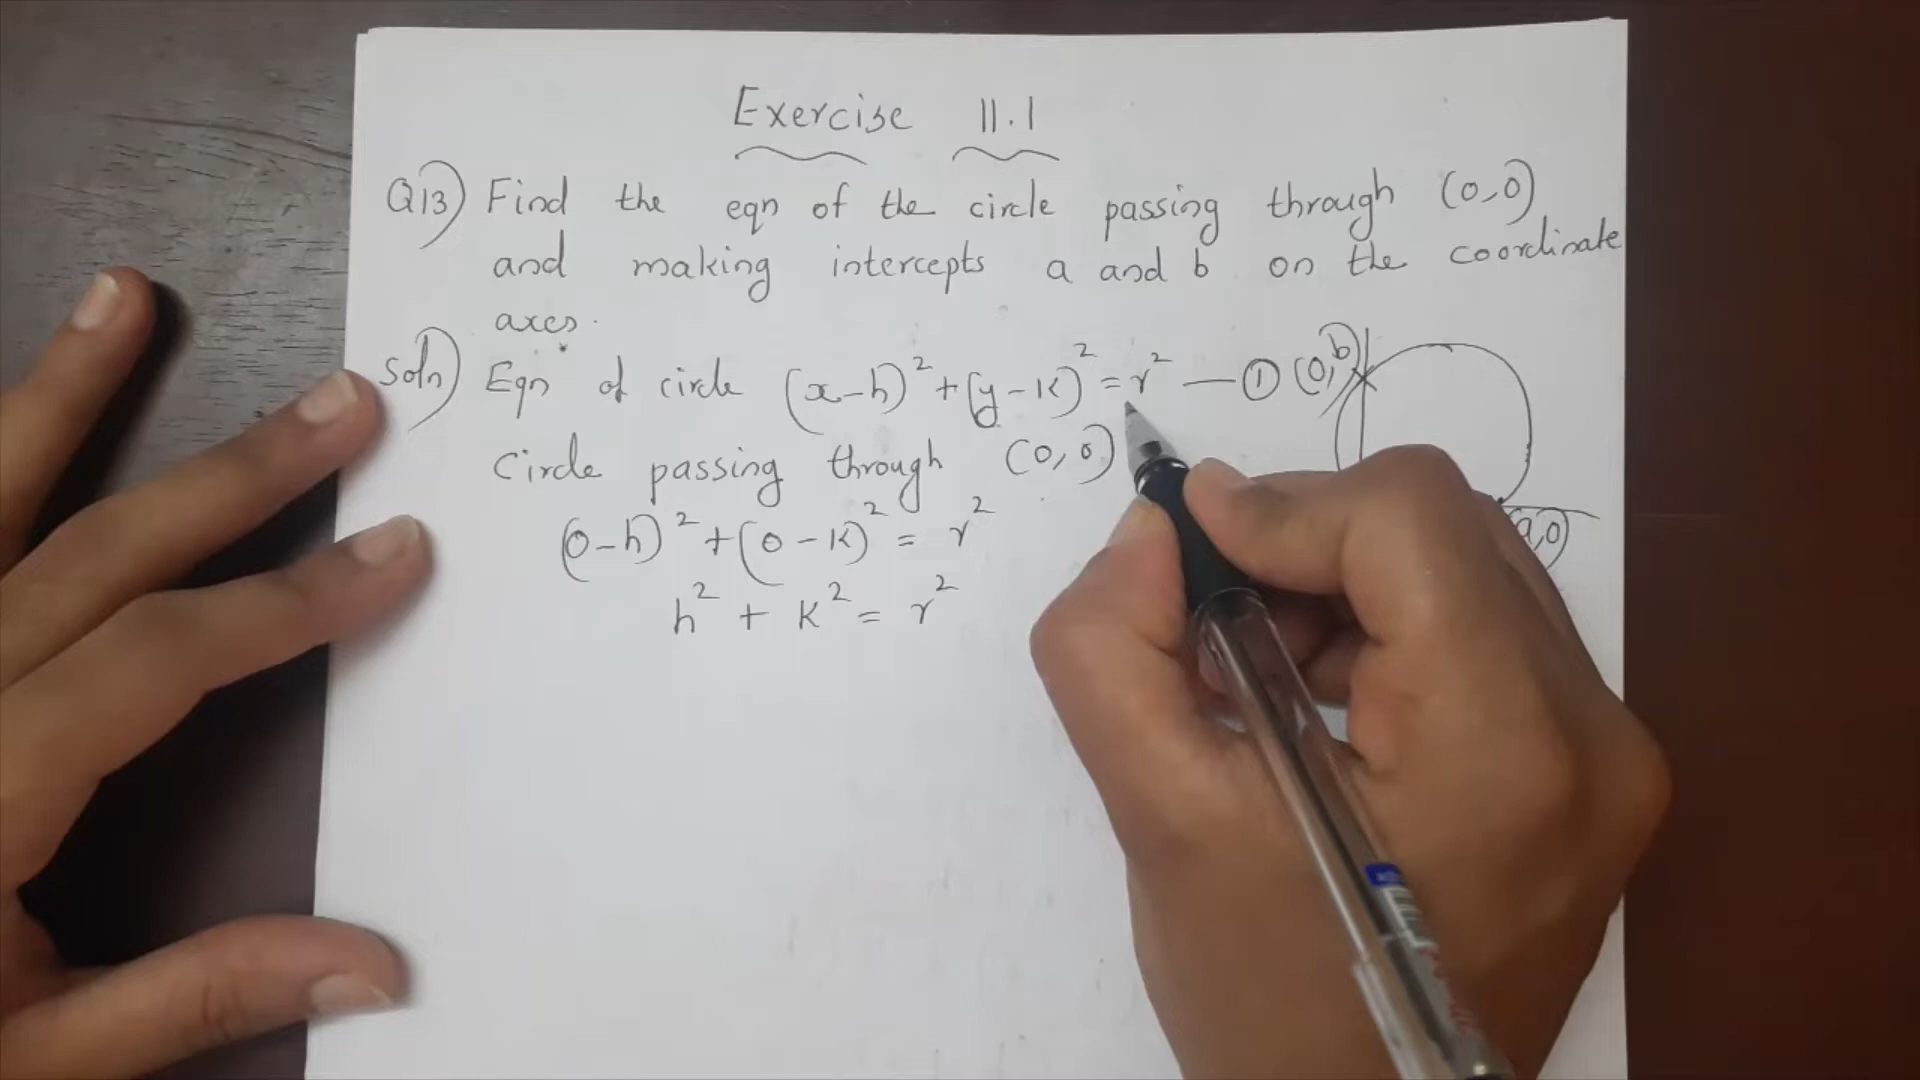 Exercise 11.1
Q13) Find the eqn of the circle passing through (0,0)
and making intercepts a and b on the coordinate
axes.
Soln) Eqn of circle (x-h)² + (y-k)² = r² — ① (0,b)
Circle passing through (0,0)
(0-h)² + (0-k)² = r²
(a,0)
h² + k² = r²